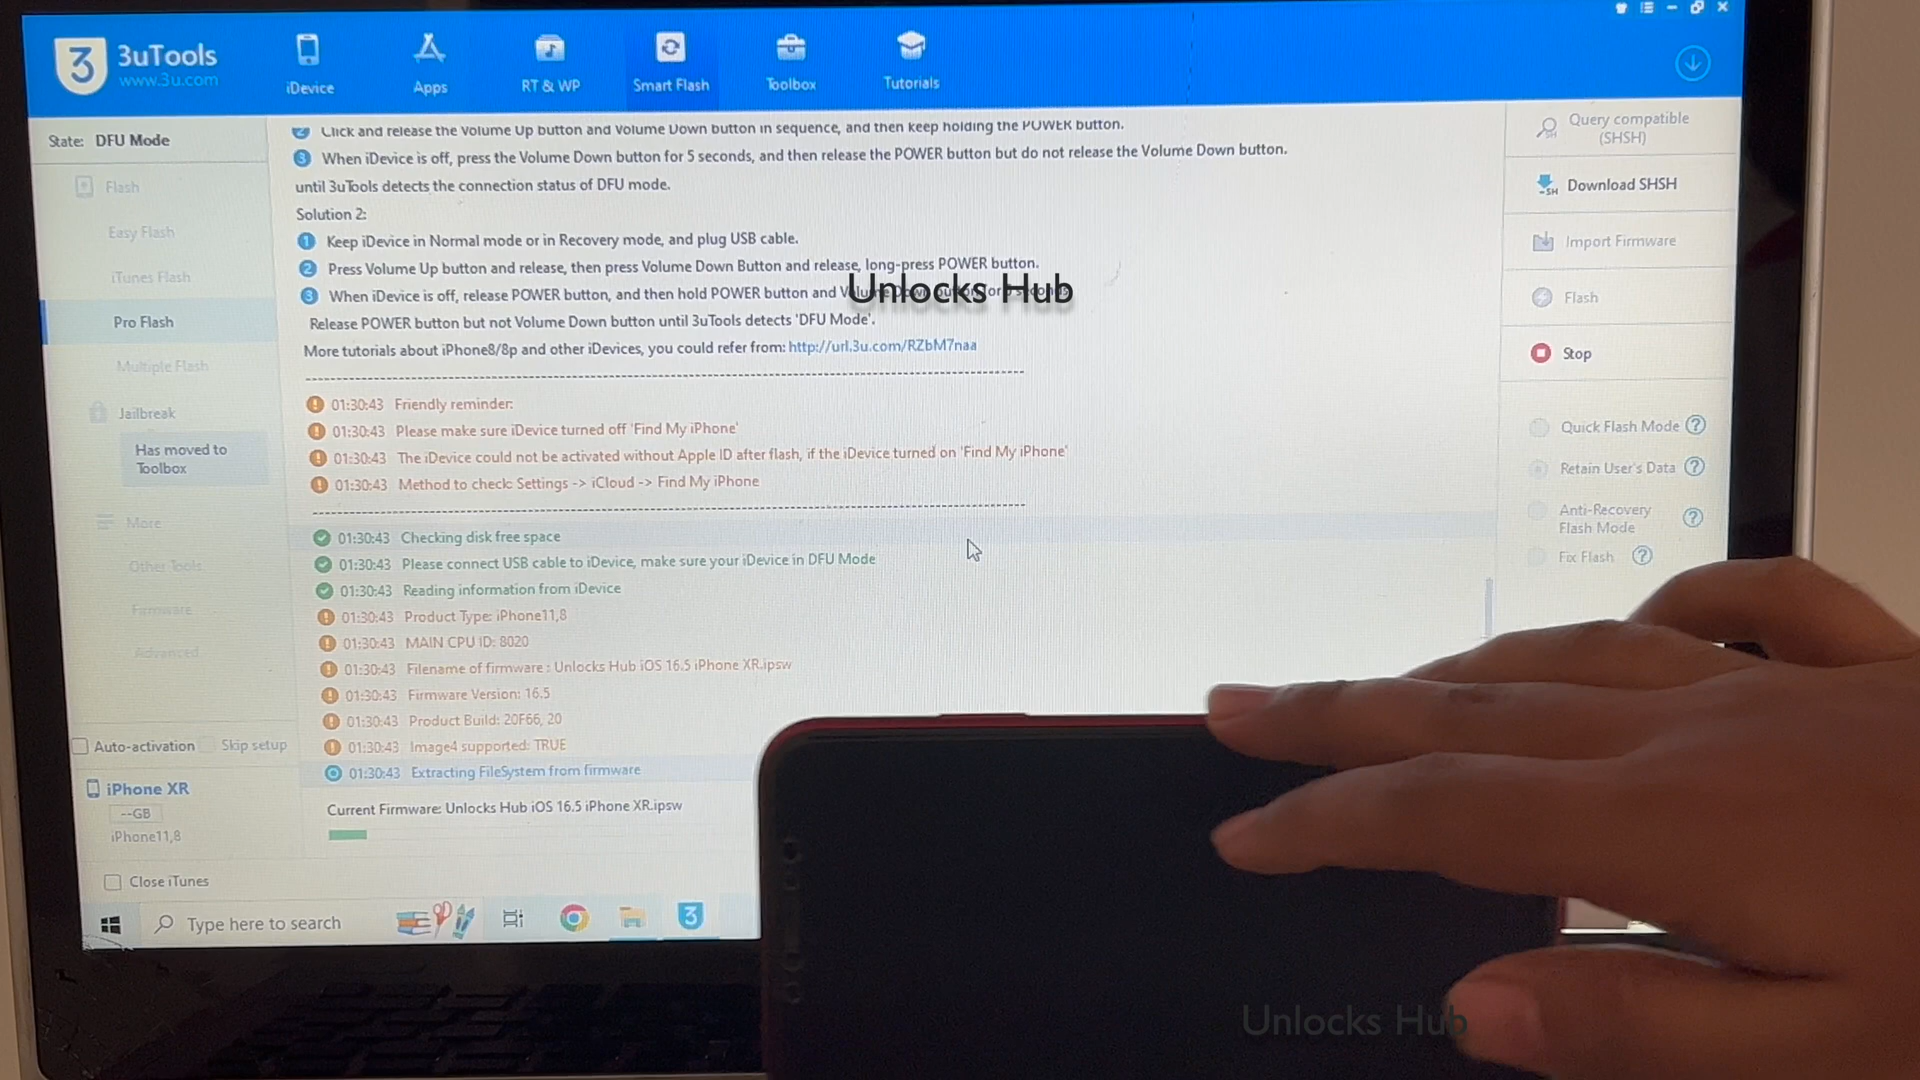 3uTools
www.3u.com
iDevice
Apps
RT & WP
Smart Flash
Toolbox
Tutorials
State: DFU Mode
Flash
Easy Flash
iTunes Flash
Pro Flash
Multiple Flash
Jailbreak
Has moved to
Toolbox
More
Other Tools
Firmware
Advanced
Auto-activation
Skip setup
iPhone XR
--GB
iPhone11,8
Close iTunes
2 Click and release the Volume Up button and Volume Down button in sequence, and then keep holding the POWER button.
3 When iDevice is off, press the Volume Down button for 5 seconds, and then release the POWER button but do not release the Volume Down button.
until 3uTools detects the connection status of DFU mode.
Solution 2:
1 Keep iDevice in Normal mode or in Recovery mode, and plug USB cable.
2 Press Volume Up button and release, then press Volume Down Button and release, long-press POWER button.
3 When iDevice is off, release POWER button, and then hold POWER button and
Unlocks Hub
Release POWER button but not Volume Down button until 3uTools detects 'DFU Mode'.
More tutorials about iPhone8/8p and other iDevices, you could refer from: http://url.3u.com/RZbM7naa
01:30:43 Friendly reminder:
01:30:43 Please make sure iDevice turned off 'Find My iPhone'
01:30:43 The iDevice could not be activated without Apple ID after flash, if the iDevice turned on 'Find My iPhone'
01:30:43 Method to check: Settings -> iCloud -> Find My iPhone
01:30:43 Checking disk free space
01:30:43 Please connect USB cable to iDevice, make sure your iDevice in DFU Mode
01:30:43 Reading information from iDevice
01:30:43 Product Type: iPhone11,8
01:30:43 MAIN CPU ID: 8020
01:30:43 Filename of firmware : Unlocks Hub iOS 16.5 iPhone XR.ipsw
01:30:43 Firmware Version: 16.5
01:30:43 Product Build: 20F66, 20
01:30:43 Image4 supported: TRUE
01:30:43 Extracting FileSystem from firmware
Current Firmware: Unlocks Hub iOS 16.5 iPhone XR.ipsw
Query compatible
(SHSH)
Download SHSH
Import Firmware
Flash
Stop
Quick Flash Mode ?
Retain User's Data ?
Anti-Recovery
Flash Mode ?
Fix Flash ?
Type here to search
Unlocks Hub